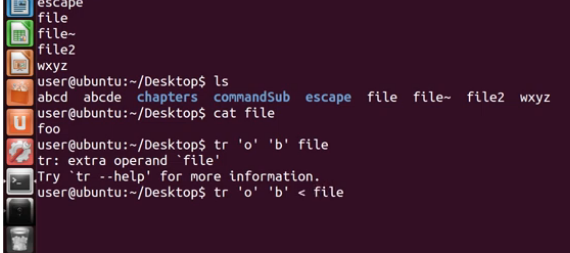 escape
file
file~
file2
wxyz
user@ubuntu:~/Desktop$ ls
abcd  abcde  chapters  commandSub  escape  file  file~  file2  wxyz
user@ubuntu:~/Desktop$ cat file
foo
user@ubuntu:~/Desktop$ tr 'o' 'b' file
tr: extra operand `file'
Try `tr --help' for more information.
user@ubuntu:~/Desktop$ tr 'o' 'b' < file